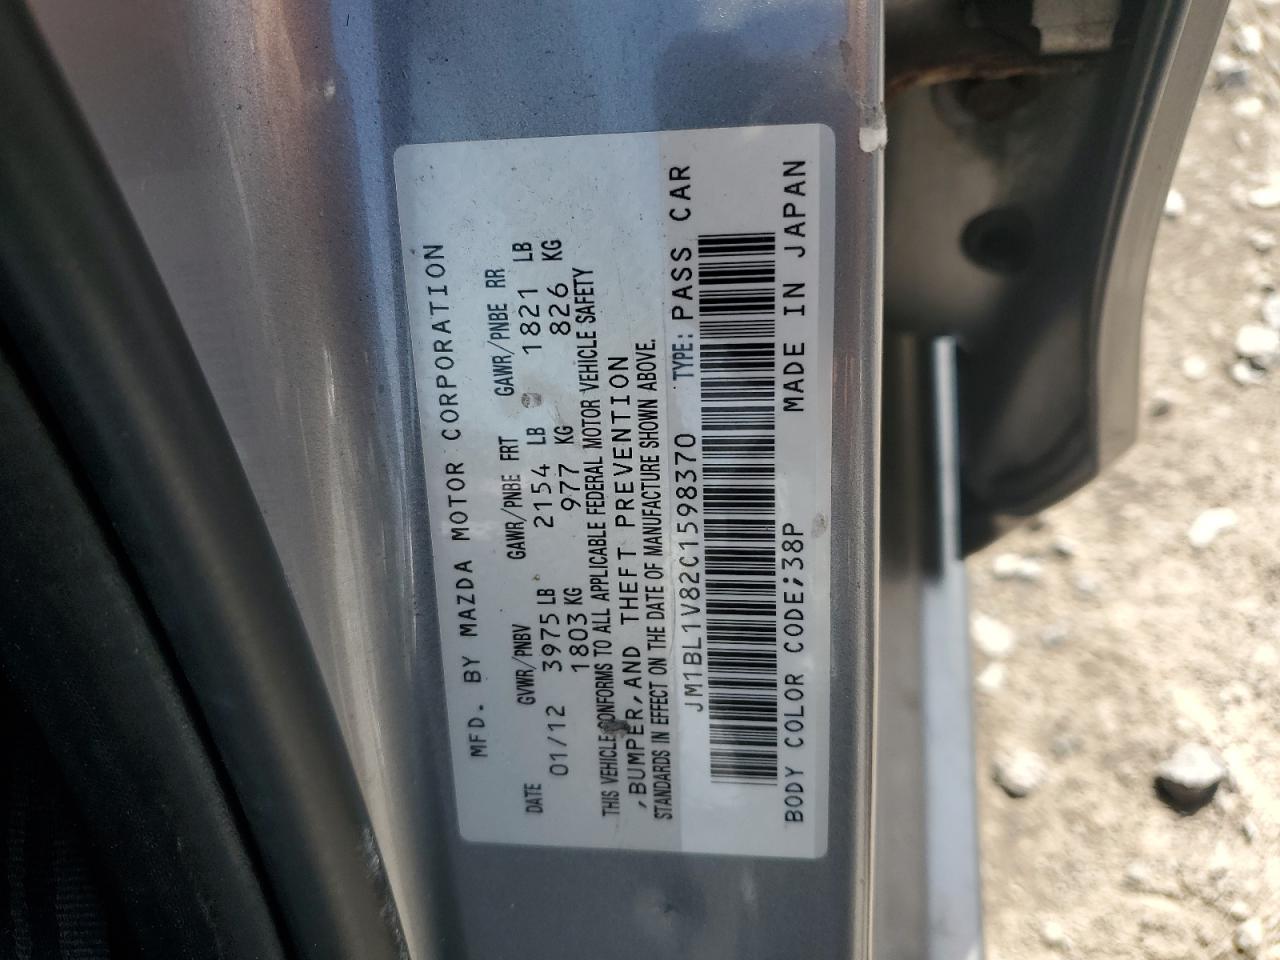 MFD. BY MAZDA MOTOR CORPORATION
DATE GVWR/PNBV GAWR/PNBE FRT GAWR/PNBE RR
01/12 3975 LB 2154 LB 1821 LB
1803 KG 977 KG 826 KG
THIS VEHICLE CONFORMS TO ALL APPLICABLE FEDERAL MOTOR VEHICLE SAFETY
,BUMPER,AND THEFT PREVENTION
STANDARDS IN EFFECT ON THE DATE OF MANUFACTURE SHOWN ABOVE.
JM1BL1V82C1598370 TYPE: PASS CAR
BODY COLOR CODE;38P MADE IN JAPAN